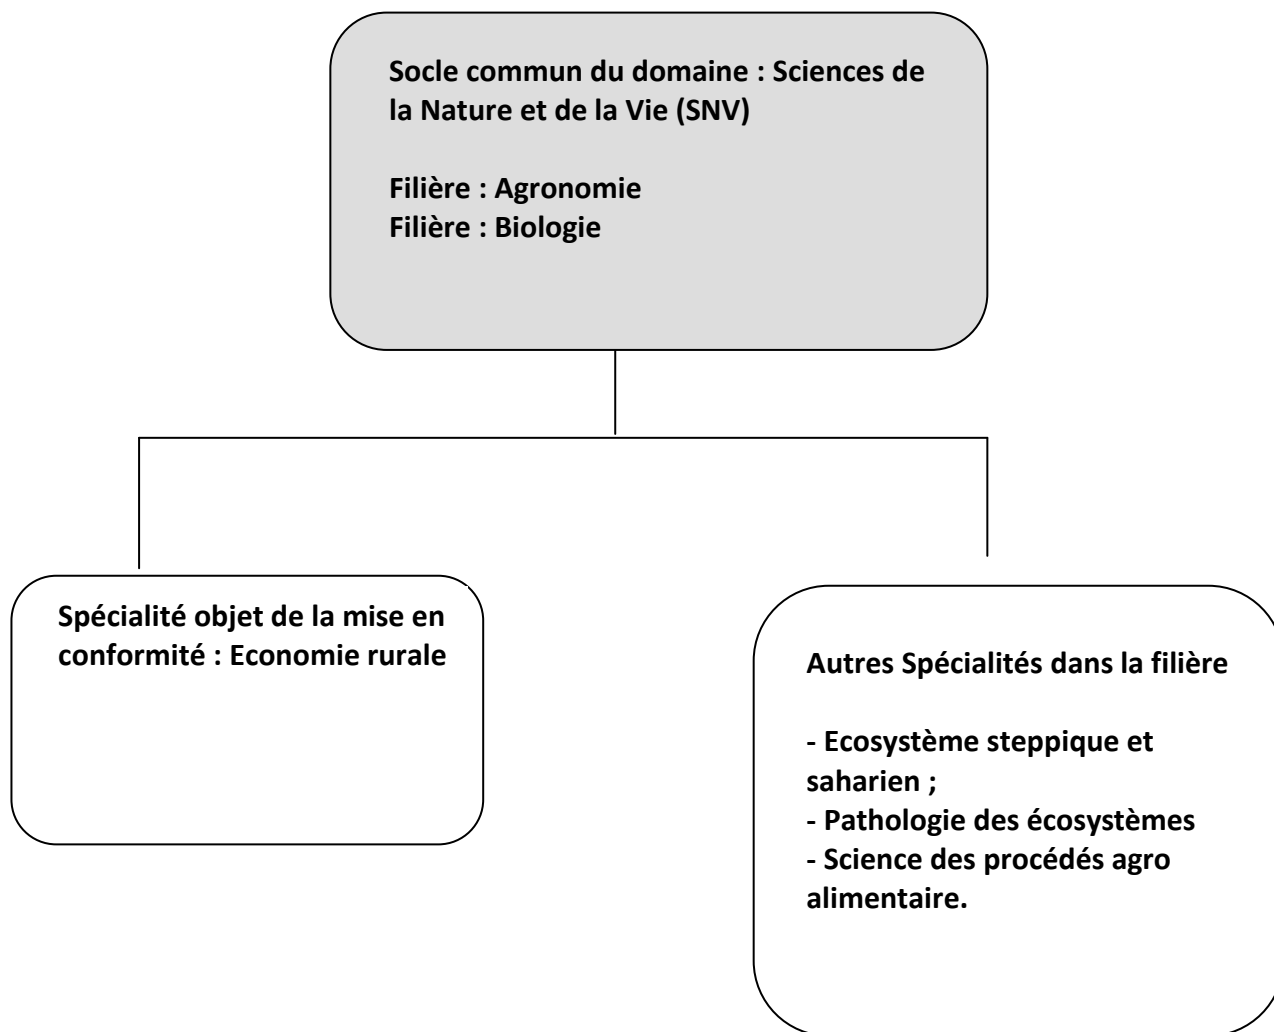 Socle commun du domaine : Sciences de
la Nature et de la Vie (SNV)
Filière : Agronomie
Filière : Biologie
Spécialité objet de la mise en
conformité : Economie rurale
Autres Spécialités dans la filière
- Ecosystème steppique et
saharien ;
- Pathologie des écosystèmes
- Science des procédés agro
alimentaire.